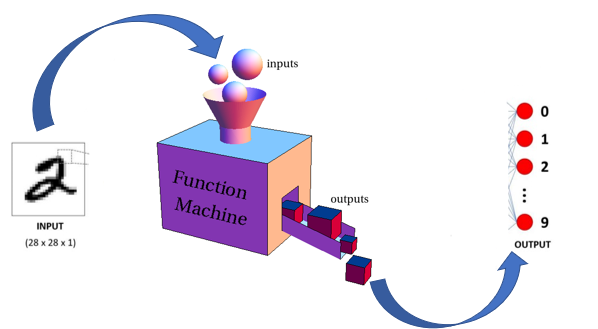 inputs
Function
Machine
outputs
INPUT
(28 x 28 x 1)
0
1
2
...
9
OUTPUT